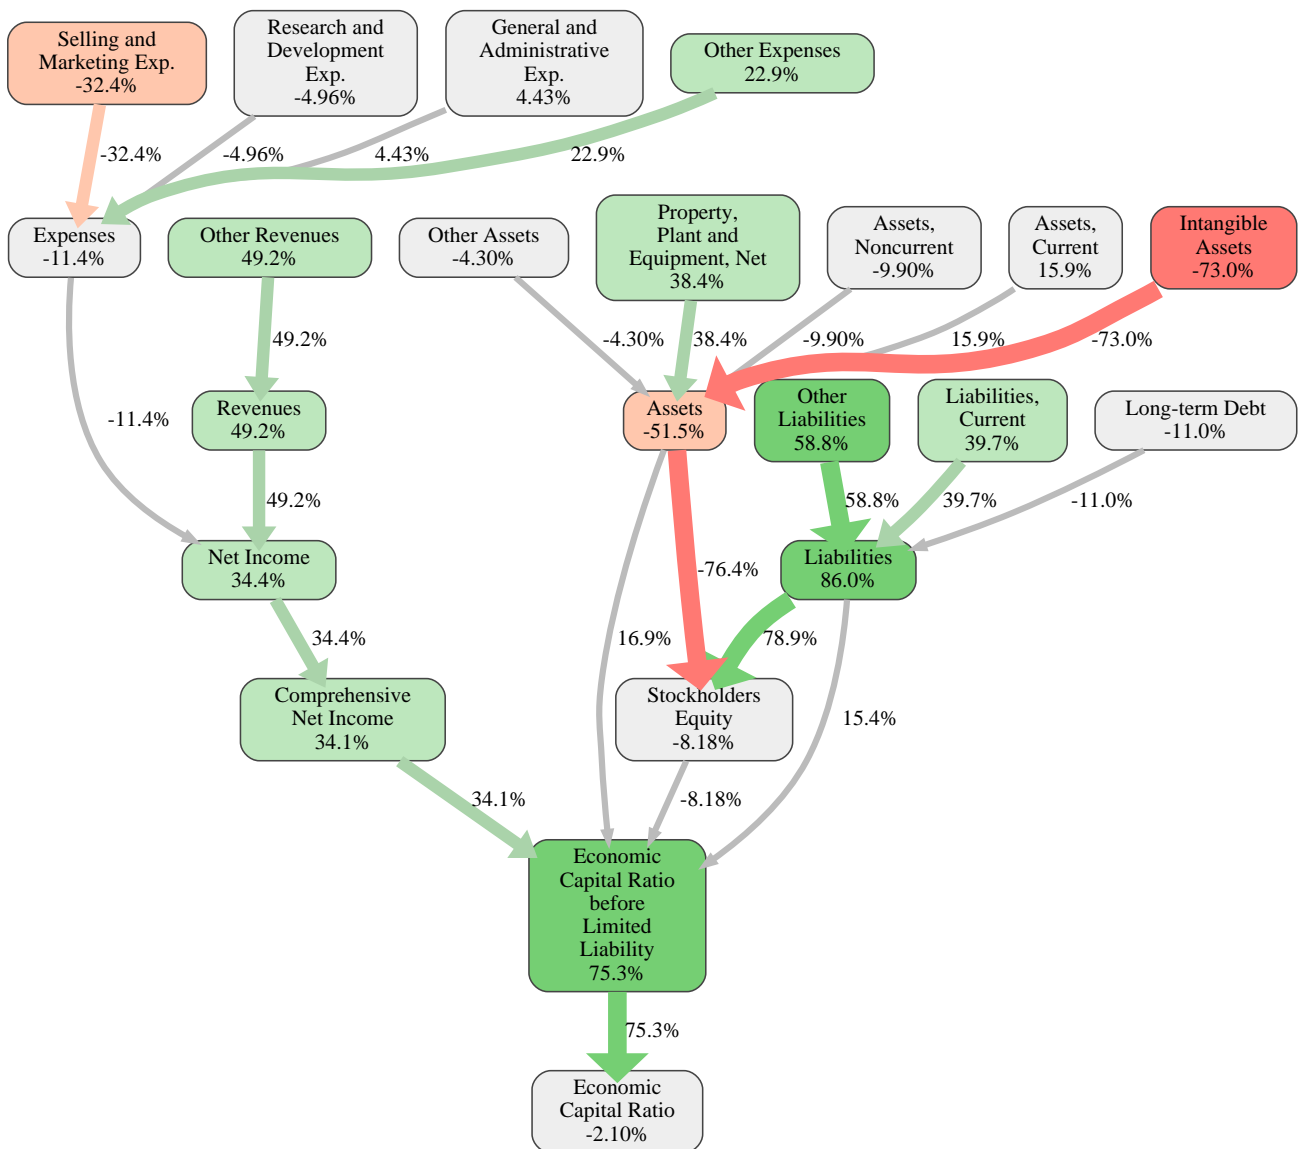 Selling and
Marketing Exp.
-32.4%
Research and
Development
Exp.
-4.96%
General and
Administrative
Exp.
4.43%
Other Expenses
22.9%
-32.4%
-4.96%
4.43%
22.9%
Expenses
-11.4%
Other Revenues
49.2%
Other Assets
-4.30%
Property,
Plant and
Equipment, Net
38.4%
Assets,
Noncurrent
-9.90%
Assets,
Current
15.9%
Intangible
Assets
-73.0%
49.2%
-4.30%
38.4%
-9.90%
15.9%
-73.0%
-11.4%
Revenues
49.2%
Assets
-51.5%
Other
Liabilities
58.8%
Liabilities,
Current
39.7%
Long-term Debt
-11.0%
49.2%
58.8%
39.7%
-11.0%
Net Income
34.4%
-76.4%
Liabilities
86.0%
34.4%
16.9%
78.9%
Comprehensive
Net Income
34.1%
Stockholders
Equity
-8.18%
15.4%
34.1%
-8.18%
Economic
Capital Ratio
before
Limited
Liability
75.3%
75.3%
Economic
Capital Ratio
-2.10%